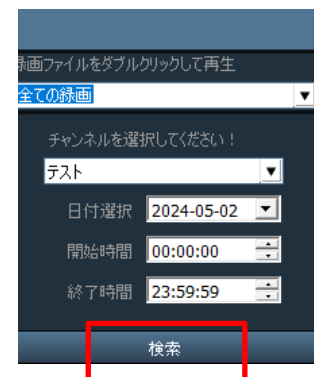 録画ファイルをダブルクリックして再生
全ての録画
チャンネルを選択してください！
テスト
日付選択 2024-05-02
開始時間 00:00:00
終了時間 23:59:59
検索